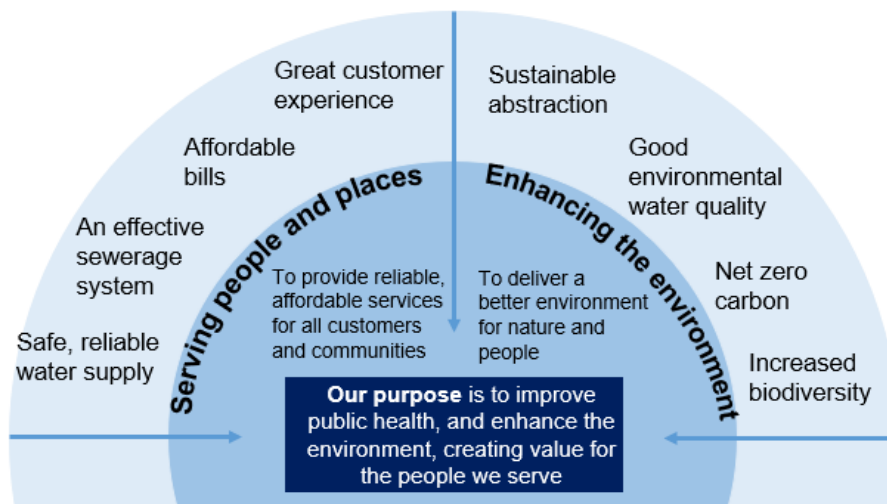 Great customer
experience
Affordable
bills
An effective
sewerage
system
Safe, reliable
water supply
Serving people and places
To provide reliable,
affordable services
for all customers
and communities
Sustainable
abstraction
Good
environmental
water quality
Net zero
carbon
Increased
biodiversity
Enhancing the environment
To deliver a
better environment
for nature and
people
Our purpose is to improve
public health, and enhance the
environment, creating value for
the people we serve